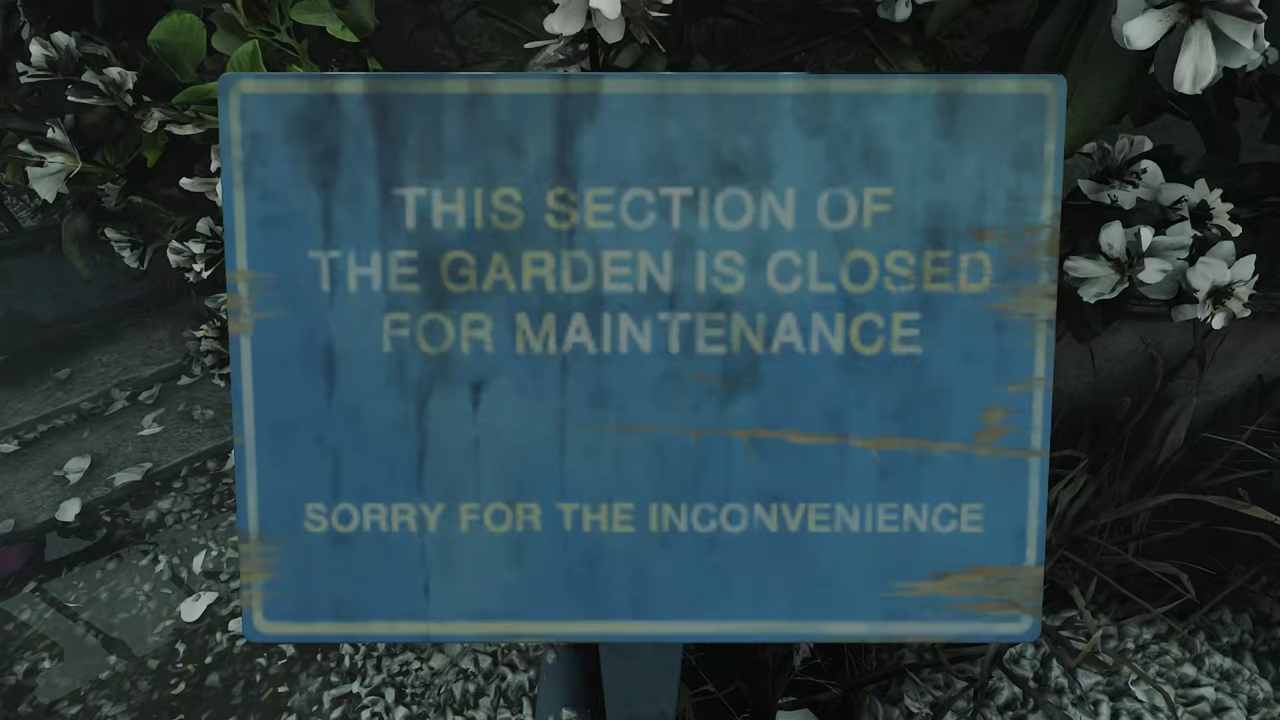 THIS SECTION OF
THE GARDEN IS CLOSED
FOR MAINTENANCE
SORRY FOR THE INCONVENIENCE